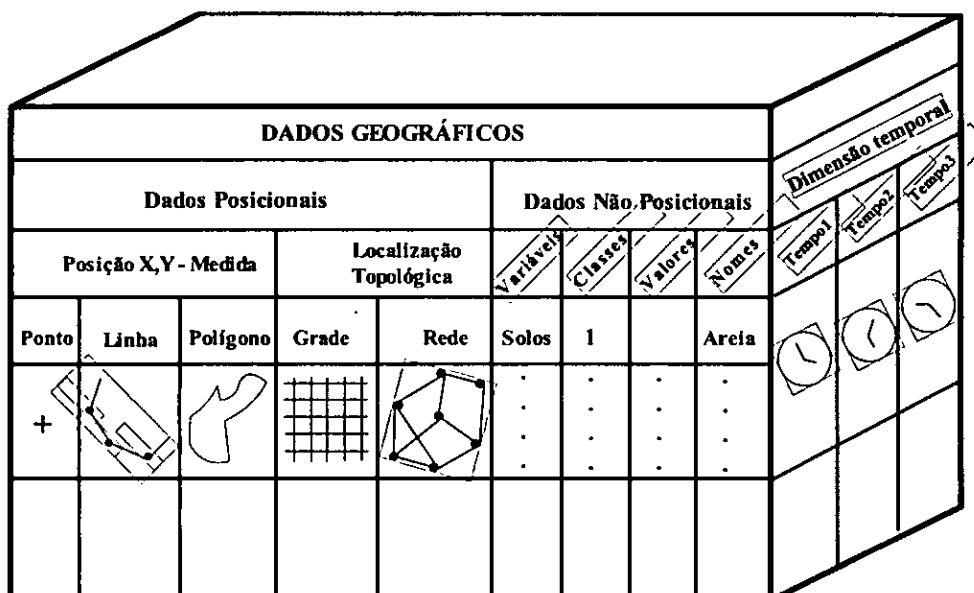 DADOS GEOGRÁFICOS
Dimensão temporal
Dados Posicionais
Dados Não Posicionais
Tempo1
Tempo2
Tempo3
Posição X,Y - Medida
Localização
Topológica
Variáveis
Classes
Valores
Nomes
Ponto
Linha
Polígono
Grade
Rede
Solos
1
Areia